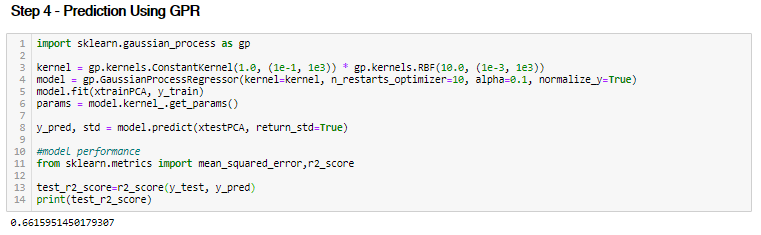 Step 4 - Prediction Using GPR
1 import sklearn.gaussian_process as gp
2
3 kernel = gp.kernels.ConstantKernel(1.0, (1e-1, 1e3)) * gp.kernels.RBF(10.0, (1e-3, 1e3))
4 model = gp.GaussianProcessRegressor(kernel=kernel, n_restarts_optimizer=10, alpha=0.1, normalize_y=True)
5 model.fit(xtrainPCA, y_train)
6 params = model.kernel_.get_params()
7
8 y_pred, std = model.predict(xtestPCA, return_std=True)
9
10 #model performance
11 from sklearn.metrics import mean_squared_error,r2_score
12
13 test_r2_score=r2_score(y_test, y_pred)
14 print(test_r2_score)
0.6615951450179307